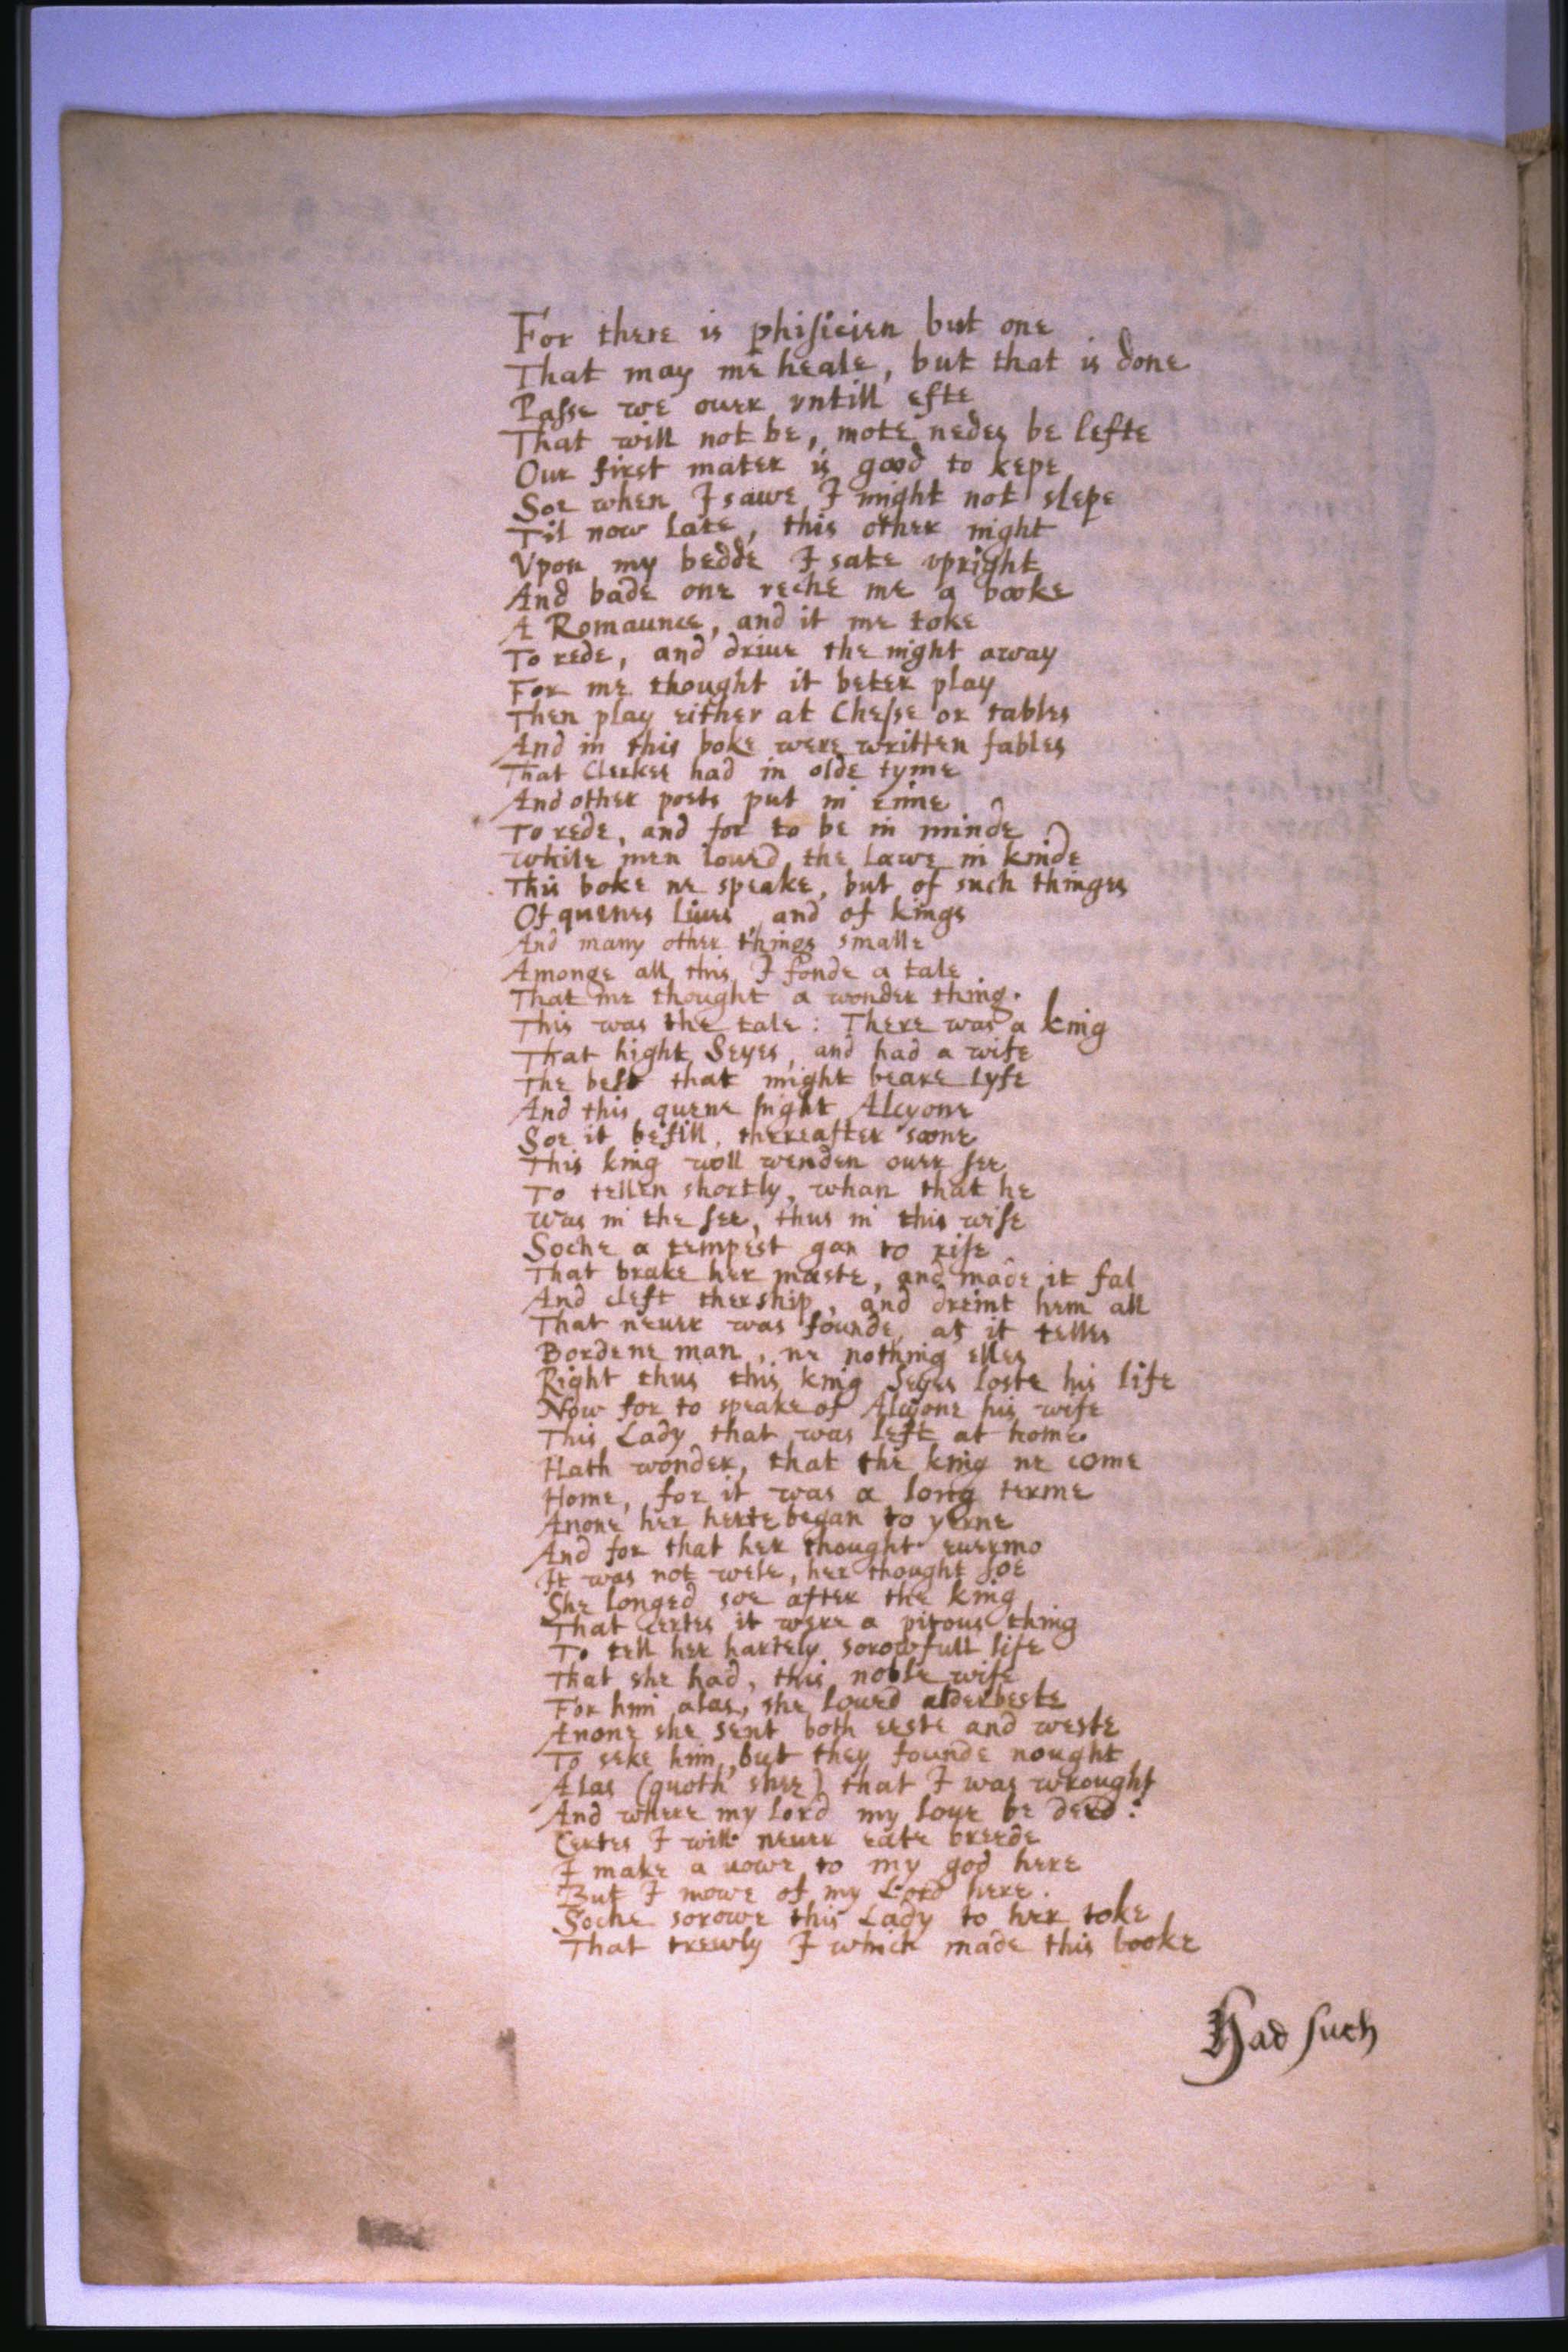 For there is phisicien but one
That may me heale, but that is done
Passe we ouer vntill efte
That will not be, mote nedes be lefte
Our first mater is good to kepe
Soe when I sawe I might not slepe
Til now late, this other night
Vpon my bedde I sate vpright
And bade one reche me a booke
A Romaunce, and it me toke
To rede, and driue the night away
For me thought it beter play
Then play either at Chesse or tables
And in this boke were written fables
That Clerkes had in olde tyme
And other poets put in rime
To rede, and for to be in minde
While men loued the lawe in kinde
This boke ne speake, but of such thinges
Of quenes liues and of kings
And many other things smalle
Amonge all this I fonde a tale
That me thought a wonder thing.
This was the tale: There was a king
That hight Seyes, and had a wife
The best that might beare lyfe
And this quene hight Alcyone
Soe it befill, thereafter soone
This king woll wenden ouer see
To tellen shortly, whan that he
Was in the see, thus in this wise
Soche a tempest gan to rise
That brake her maste, and made it fal
And cleft ther ship, and dreint hem all
That neuer was founde, as it telles
Borde ne man, ne nothing elles
Right thus this king Seyes loste his life
Now for to speake of Alcyone his wife
This Lady that was left at home
Hath wonder, that the king ne come
Home, for it was a long terme
Anone her herte began to yerne
And for that her thought euermo
It was not wele, her thought soe
She longed soe after the king
That certes it were a pitous thing
To tell her hartely sorowfull life
That she had, this noble wife
For him alas, she loued alderbeste
Anone she sent both eeste and weste
To seke him, but they founde nought
Alas (quoth shee) that I was wrought
And where my lord my loue be deed:
Certes I will neuer eate breede
I make a uowe to my god here
But I mowe of my Lord here.
Soche sorowe this Lady to her toke
That trewly I which made this booke
Had such